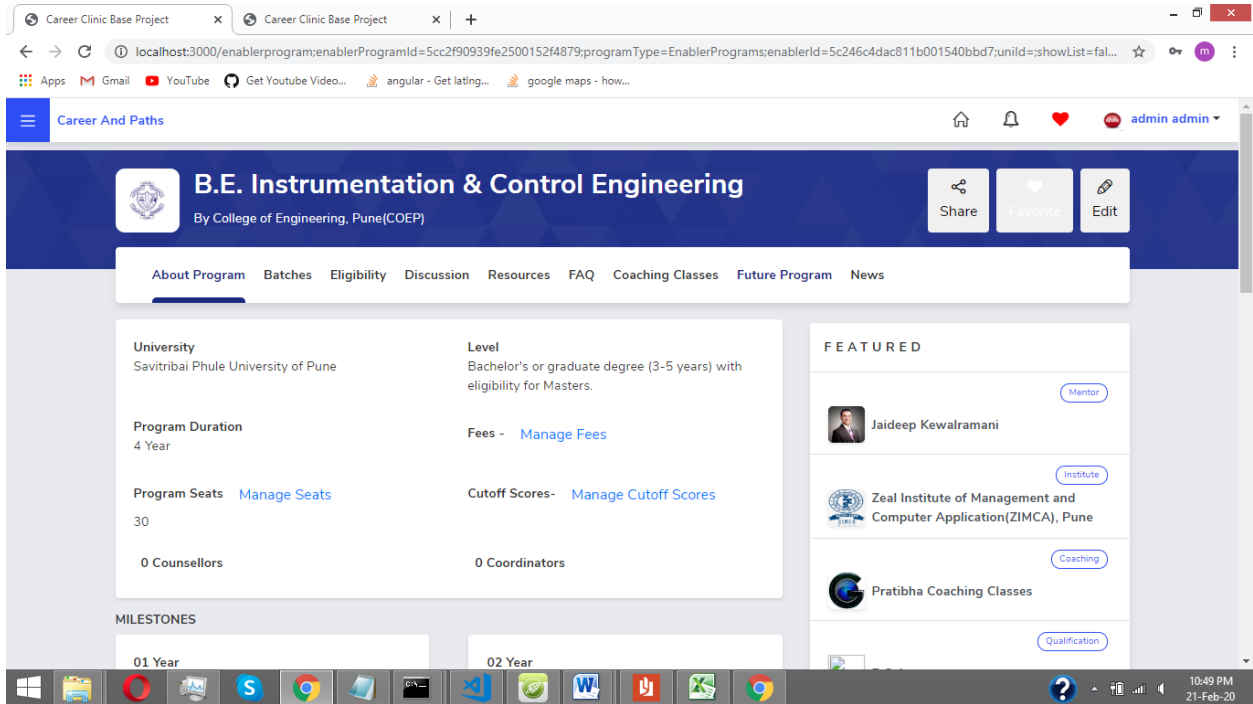 Career Clinic Base Project
Career Clinic Base Project
localhost:3000/enablerprogram;enablerProgramId=5cc2f90939fe2500152f4879;programType=EnablerPrograms;enablerId=5c246c4dac811b001540bbd7;uniId=;showList=fal...
m
Apps Gmail YouTube Get Youtube Video... angular - Get latlng... google maps - how...
Career And Paths
admin admin
B.E. Instrumentation & Control Engineering
By College of Engineering, Pune(COEP)
Share Favorite Edit
About Program Batches Eligibility Discussion Resources FAQ Coaching Classes Future Program News
University
Savitribai Phule University of Pune
Level
Bachelor's or graduate degree (3-5 years) with
eligibility for Masters.
Program Duration
4 Year
Fees - Manage Fees
Program Seats Manage Seats
30
Cutoff Scores- Manage Cutoff Scores
0 Counsellors
0 Coordinators
MILESTONES
01 Year
02 Year
FEATURED
Mentor
Jaideep Kewalramani
Institute
Zeal Institute of Management and
Computer Application(ZIMCA), Pune
Coaching
Pratibha Coaching Classes
Qualification
10:49 PM
21-Feb-20